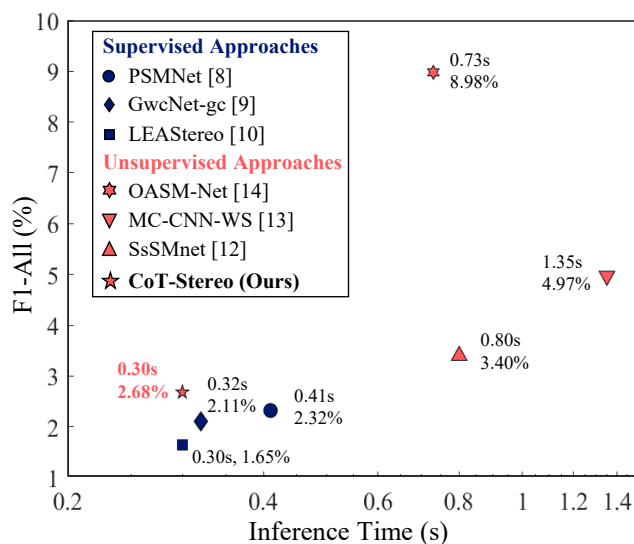 10
9
8
7
6
5
4
3
2
1
F1-All (%)
Supervised Approaches
PSMNet [8]
GwcNet-gc [9]
LEAStereo [10]
Unsupervised Approaches
OASM-Net [14]
MC-CNN-WS [13]
SsSMnet [12]
CoT-Stereo (Ours)
0.73s
8.98%
1.35s
4.97%
0.80s
3.40%
0.30s
2.68%
0.32s
2.11%
0.41s
2.32%
0.30s, 1.65%
0.2
0.4
0.6
0.8
1
1.2
1.4
Inference Time (s)